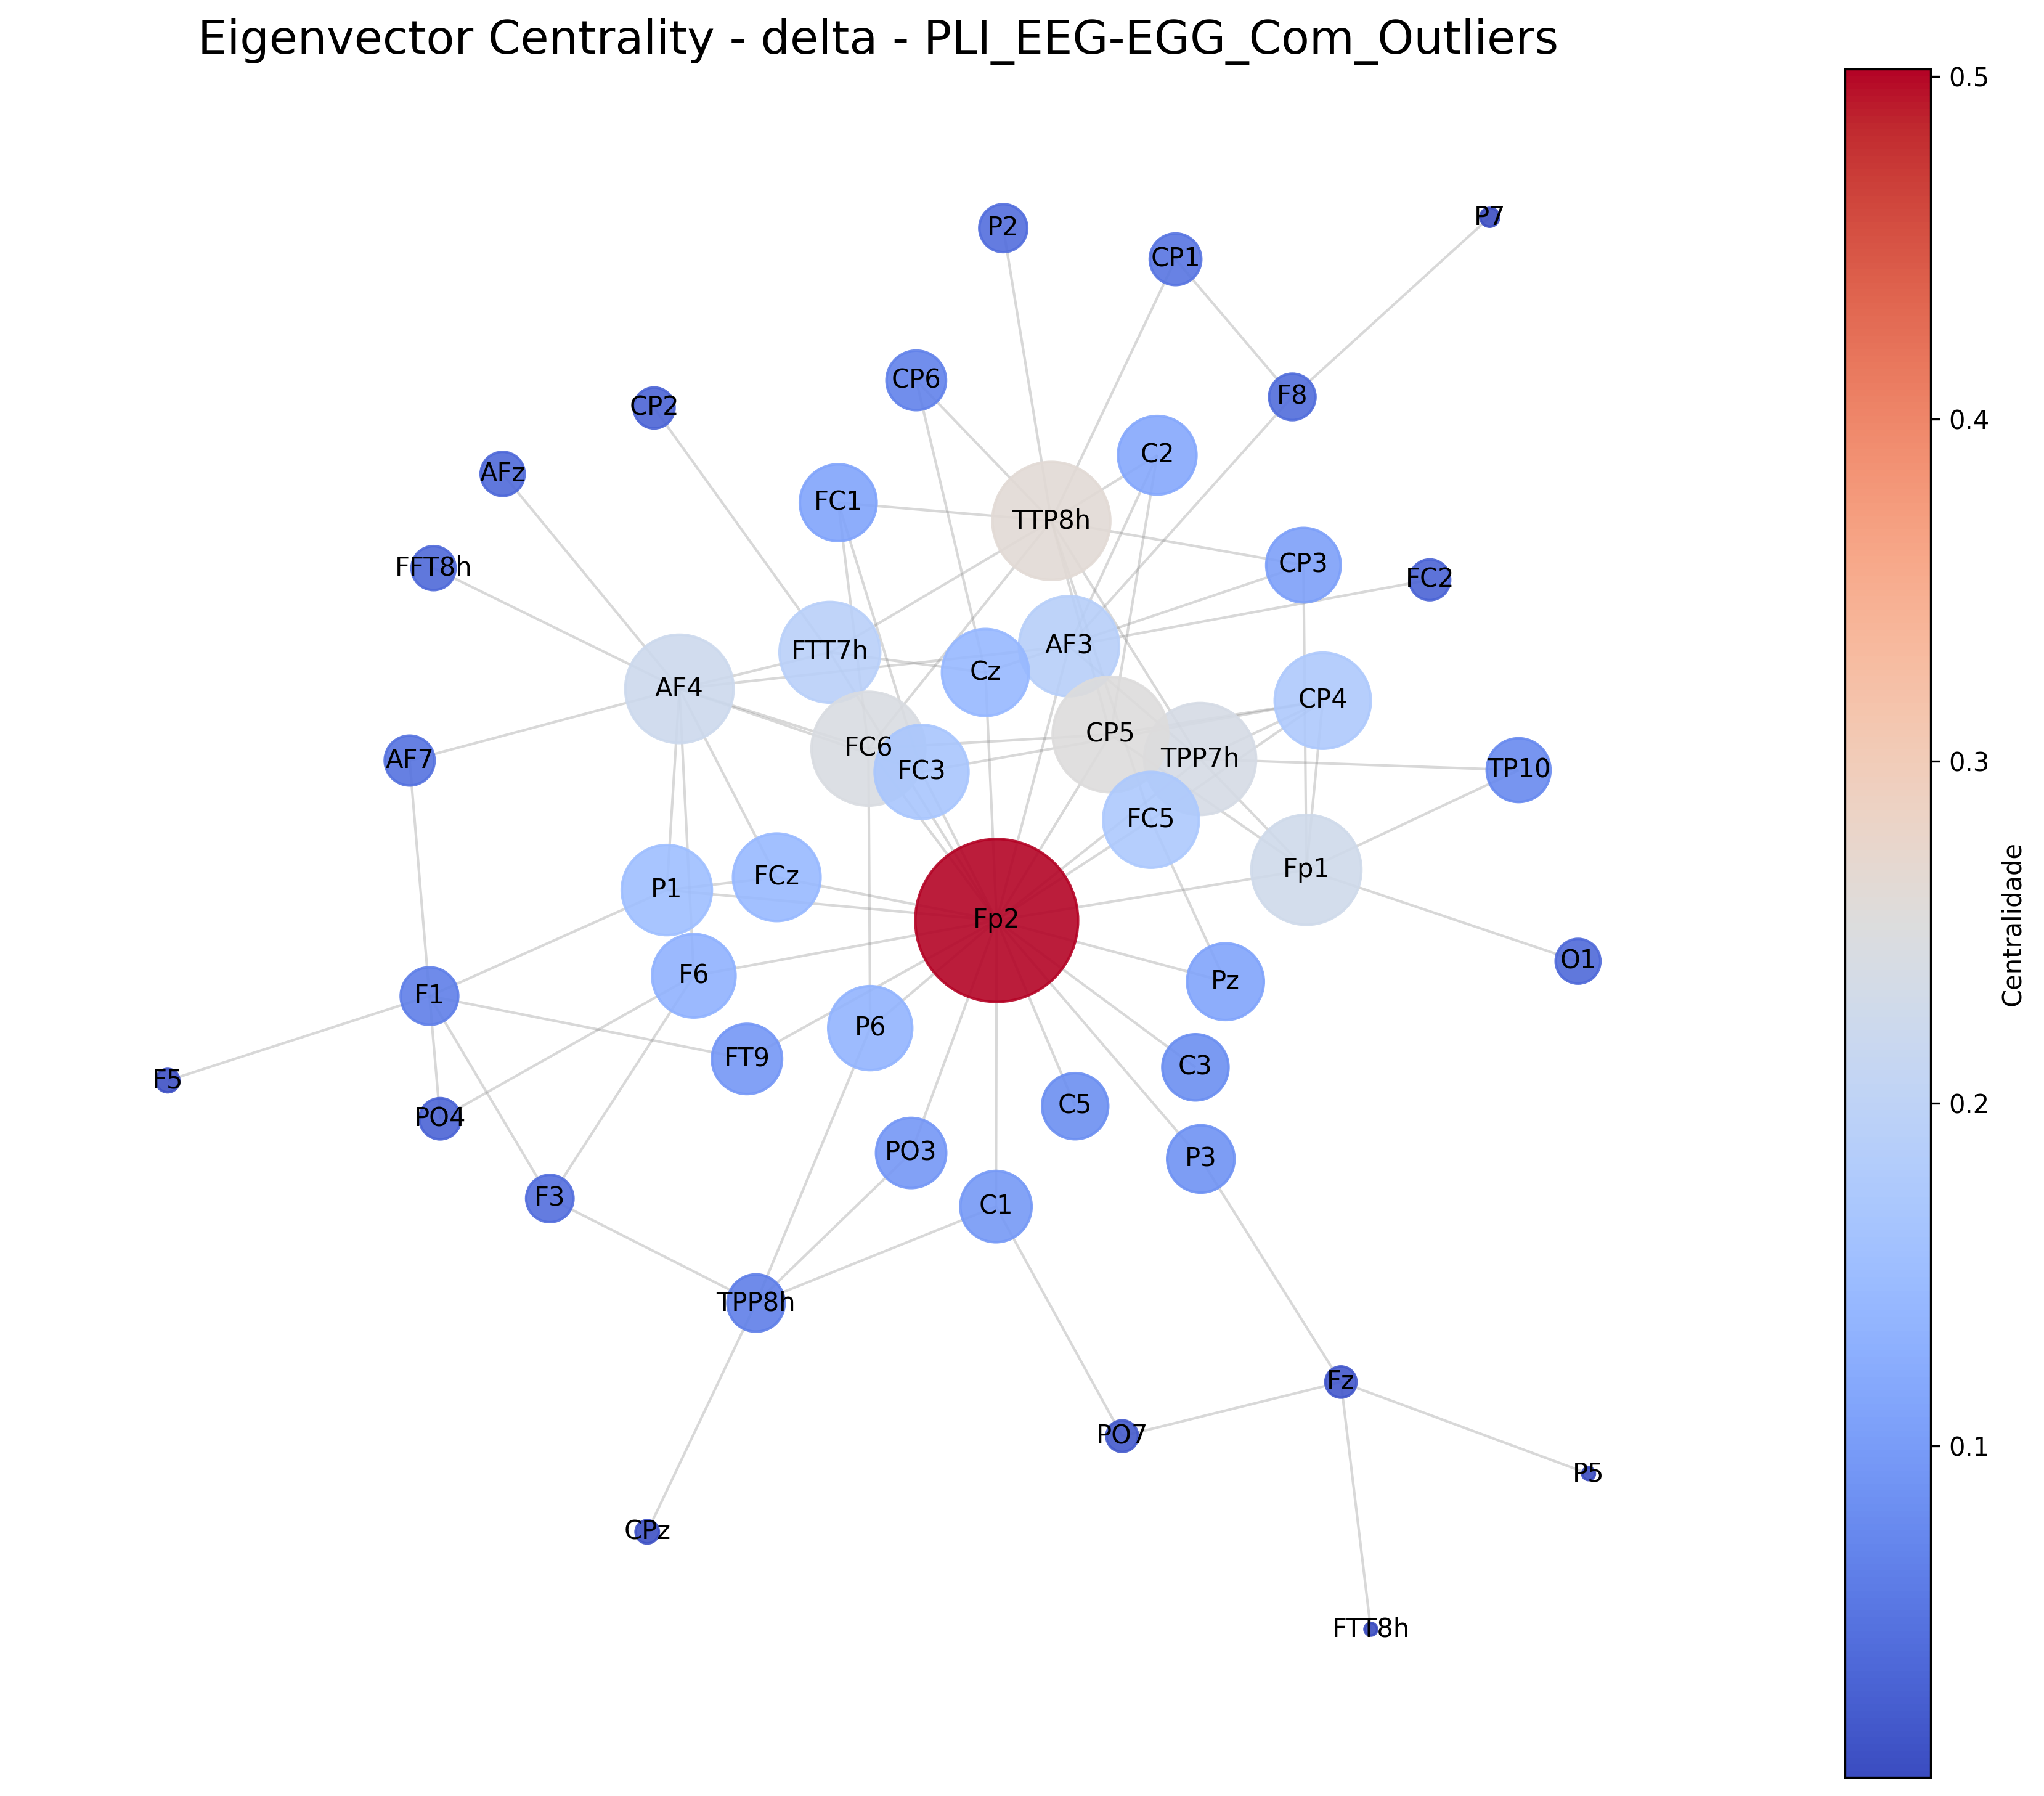 Eigenvector Centrality - delta - PLI_EEG-EGG_Com_Outliers
0.5
P7
P2
CP1
CP6
F8
CP2
0.4
C2
AFz
FC1
TTP8h
FFT8h
CP3
FC2
FTT7h
AF3
Cz
AF4
CP4
CP5
FC6
AF7
TPP7h
0.3
TP10
FC3
FC5
Fp1
FCz
P1
Fp2
Centralidade
O1
F6
Pz
F1
P6
FT9
C3
F5
C5
0.2
PO4
PO3
P3
F3
C1
TPP8h
Fz
PO7
0.1
P5
CPz
FTT8h